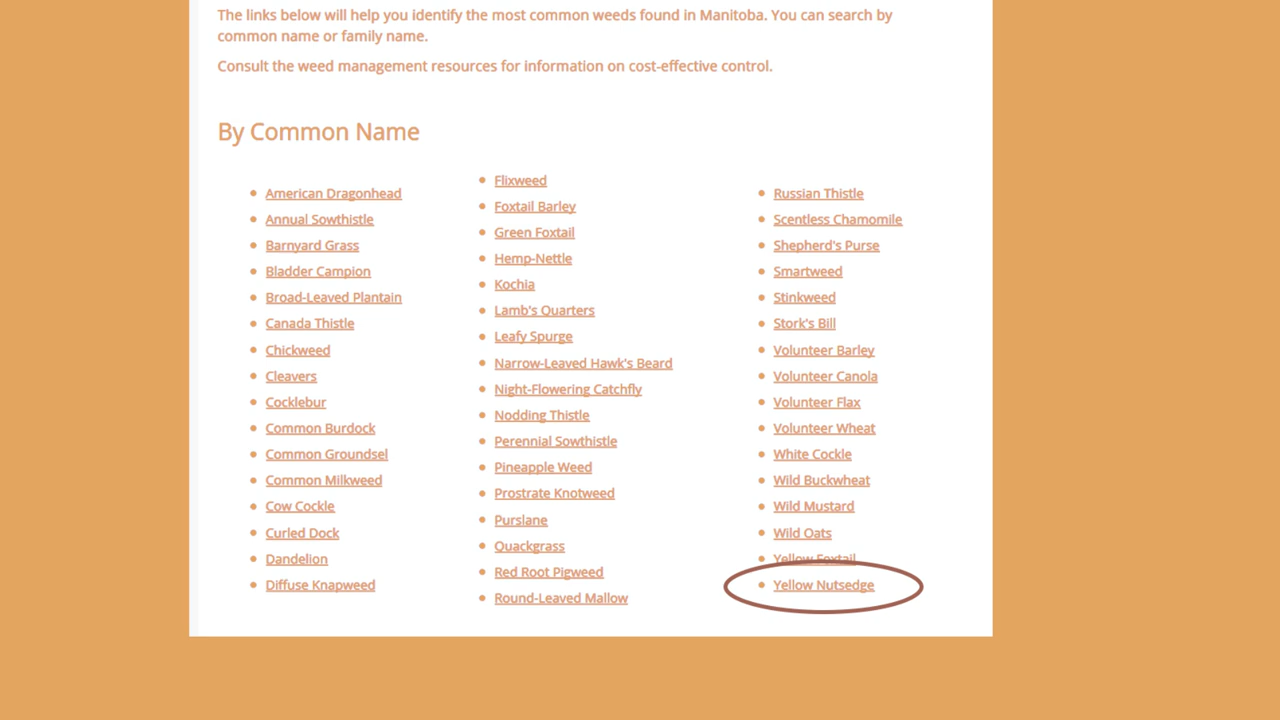 The links below will help you identify the most common weeds found in Manitoba. You can search by
common name or family name.
Consult the weed management resources for information on cost-effective control.
By Common Name
American Dragonhead
Annual Sowthistle
Barnyard Grass
Bladder Campion
Broad-Leaved Plantain
Canada Thistle
Chickweed
Cleavers
Cocklebur
Common Burdock
Common Groundsel
Common Milkweed
Cow Cockle
Curled Dock
Dandelion
Diffuse Knapweed
Flixweed
Foxtail Barley
Green Foxtail
Hemp-Nettle
Kochia
Lamb's Quarters
Leafy Spurge
Narrow-Leaved Hawk's Beard
Night-Flowering Catchfly
Nodding Thistle
Perennial Sowthistle
Pineapple Weed
Prostrate Knotweed
Purslane
Quackgrass
Red Root Pigweed
Round-Leaved Mallow
Russian Thistle
Scentless Chamomile
Shepherd's Purse
Smartweed
Stinkweed
Stork's Bill
Volunteer Barley
Volunteer Canola
Volunteer Flax
Volunteer Wheat
White Cockle
Wild Buckwheat
Wild Mustard
Wild Oats
Yellow Foxtail
Yellow Nutsedge